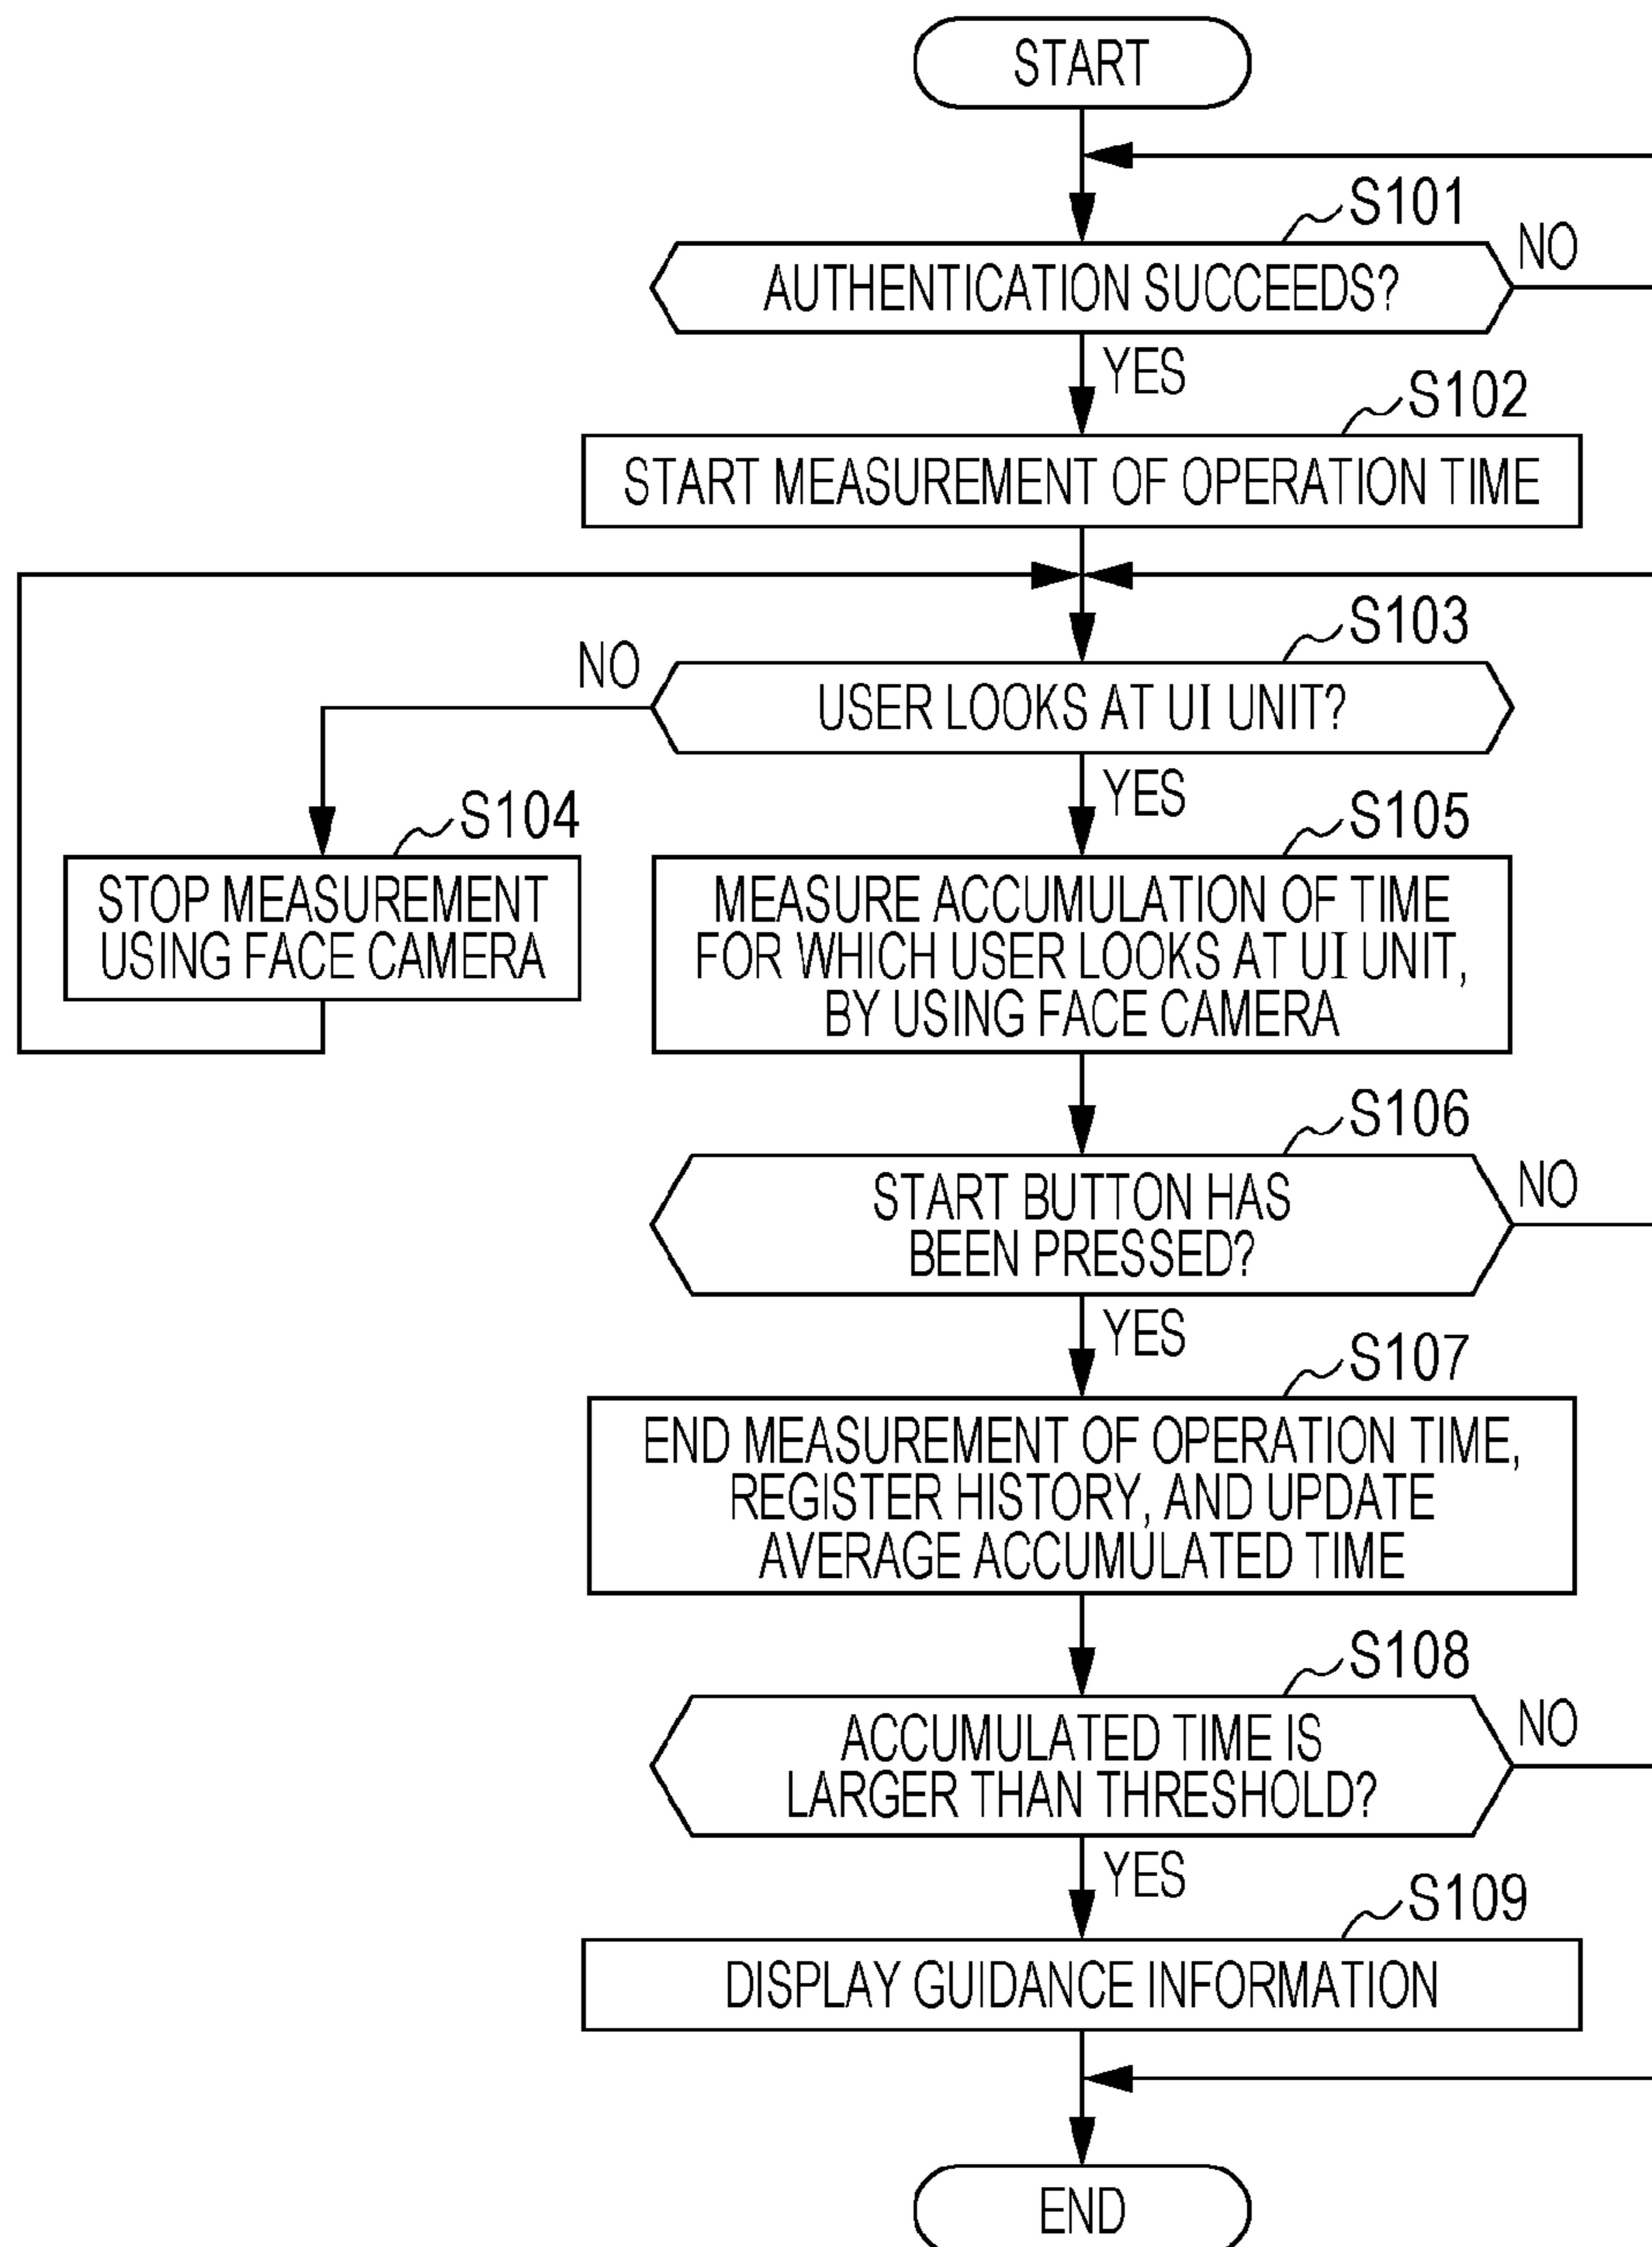 START
S101
AUTHENTICATION SUCCEEDS?
NO
YES
S102
START MEASUREMENT OF OPERATION TIME
S103
NO
USER LOOKS AT UI UNIT?
YES
S104
STOP MEASUREMENT
USING FACE CAMERA
S105
MEASURE ACCUMULATION OF TIME
FOR WHICH USER LOOKS AT UI UNIT,
BY USING FACE CAMERA
S106
START BUTTON HAS
BEEN PRESSED?
NO
YES
S107
END MEASUREMENT OF OPERATION TIME,
REGISTER HISTORY, AND UPDATE
AVERAGE ACCUMULATED TIME
S108
ACCUMULATED TIME IS
LARGER THAN THRESHOLD?
NO
YES
S109
DISPLAY GUIDANCE INFORMATION
END